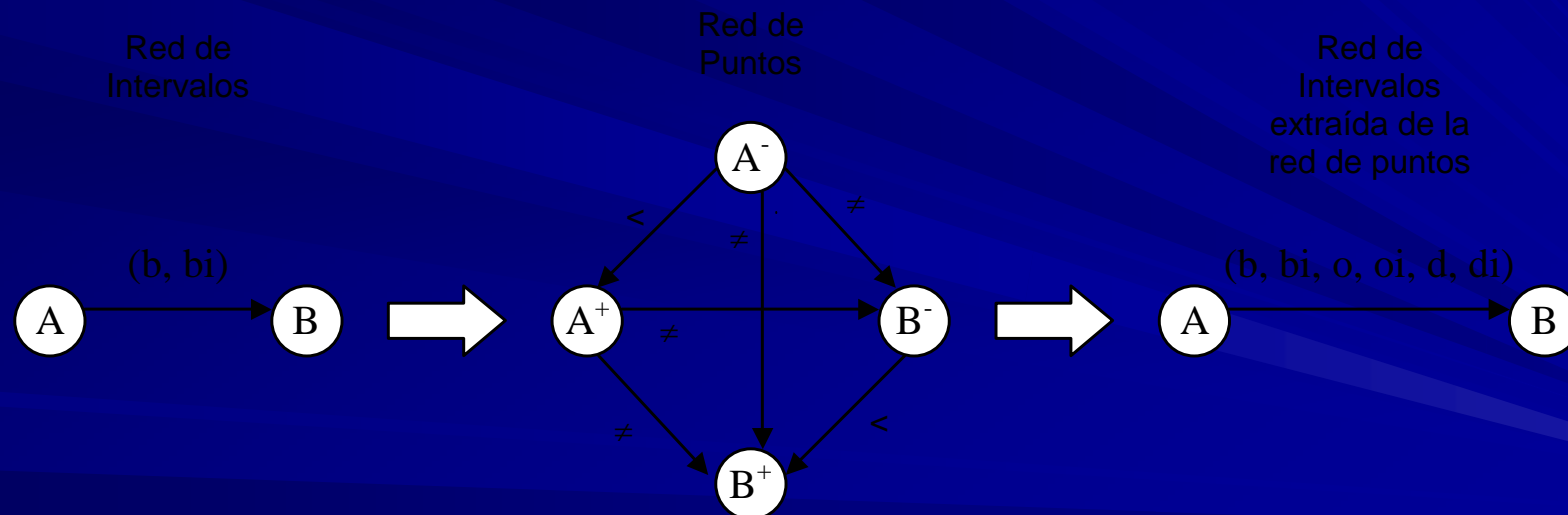 Red de
Intervalos
Red de
Puntos
Red de
Intervalos
extraída de la
red de puntos
A
(b, bi)
B
A⁻
<
≠
≠
A⁺
≠
B⁻
≠
<
B⁺
A
(b, bi, o, oi, d, di)
B